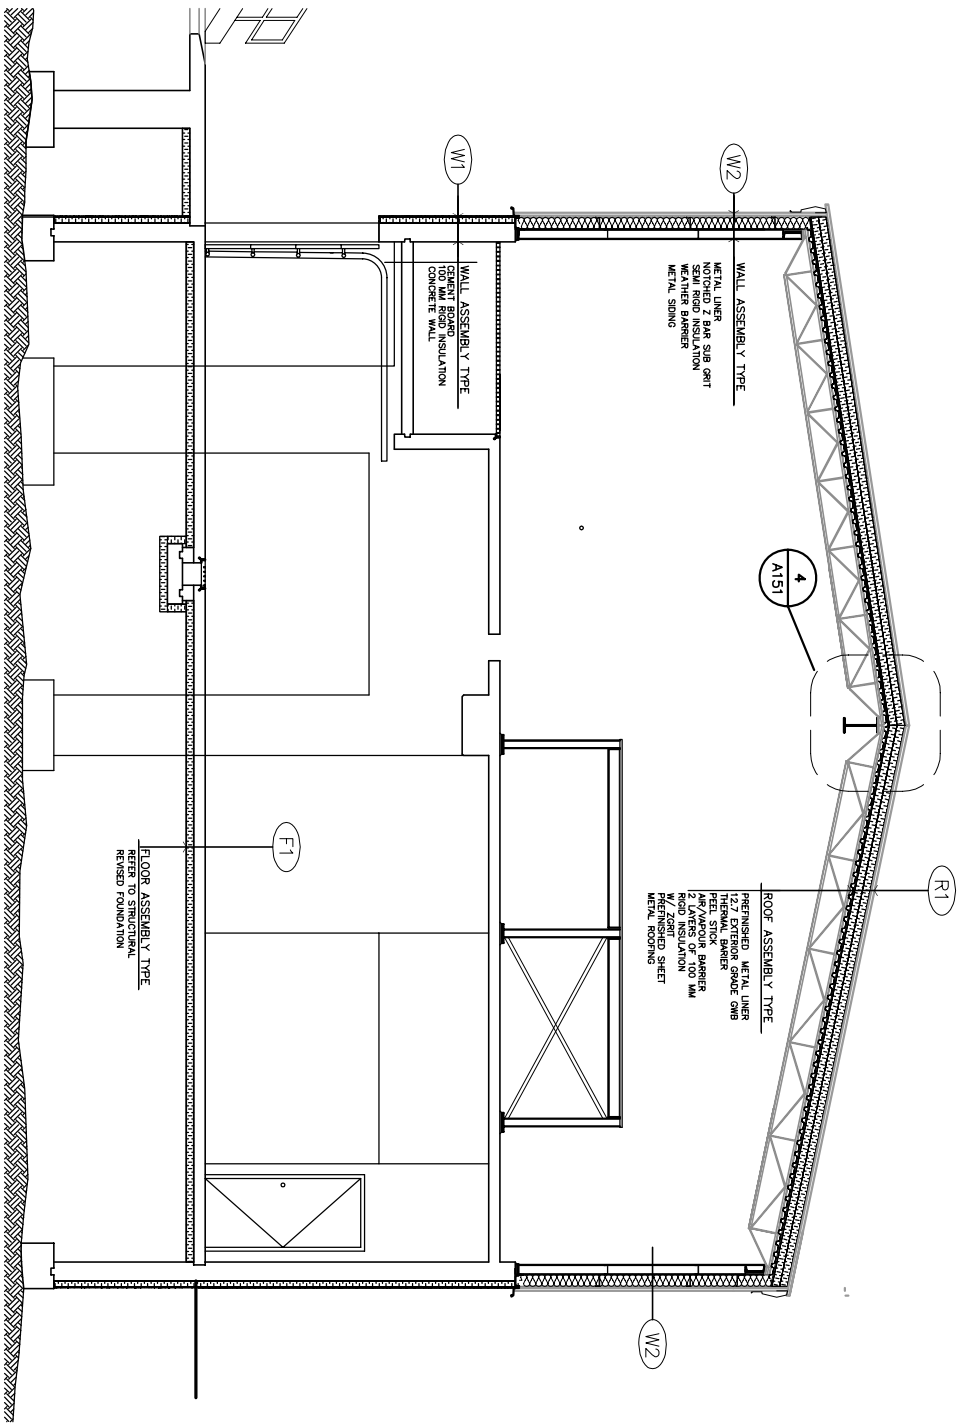 R1
4
A151
W2
W2
WALL ASSEMBLY TYPE
METAL LINER
NOTCHED Z BAR SUB GRIT
SEMI RIGID INSULATION
WEATHER BARRIER
METAL SIDING
ROOF ASSEMBLY TYPE
PREFINISHED METAL LINER
12.7 EXTERIOR GRADE GWB
THERMAL BARIER
PEEL STICK
AIR/VAPOUR BARRIER
2 LAYERS OF 100 MM
RIGID INSULATION
W/ ZGRIT
PREFINISHED SHEET
METAL ROOFING
W1
WALL ASSEMBLY TYPE
CEMENT BOARD
100 MM RIGID INSULATION
CONCRETE WALL
F1
FLOOR ASSEMBLY TYPE
REFER TO STRUCTURAL
REVISED FOUNDATION